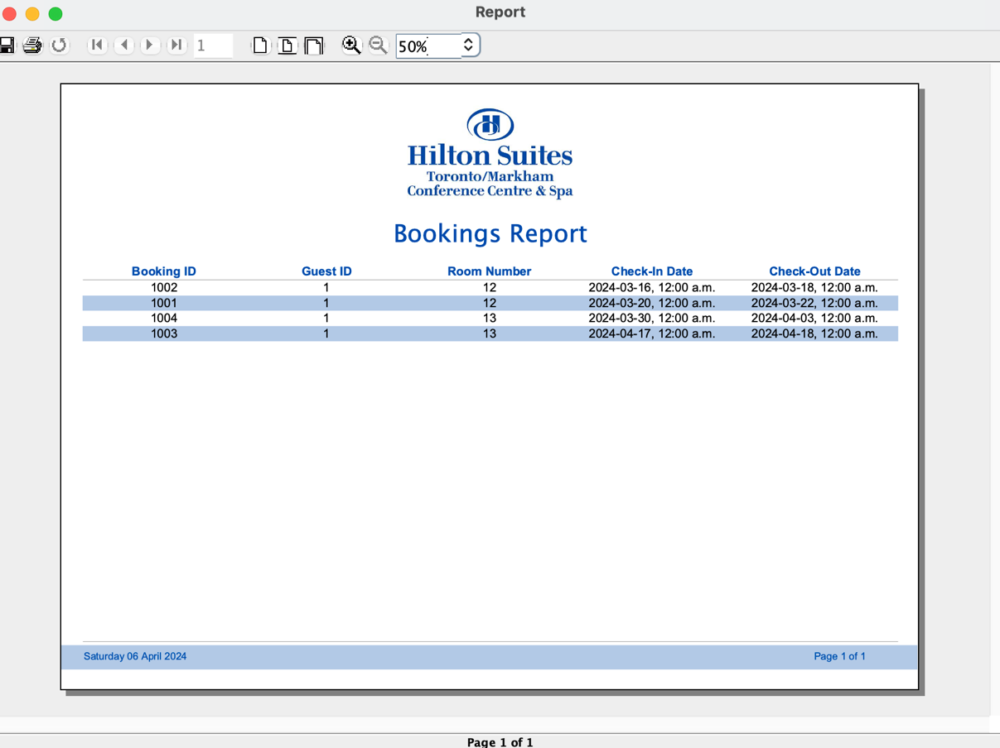 Report
1 50%
H
Hilton Suites
Toronto/Markham
Conference Centre & Spa
Bookings Report
Booking ID Guest ID Room Number Check-In Date Check-Out Date
1002 1 12 2024-03-16, 12:00 a.m. 2024-03-18, 12:00 a.m.
1001 1 12 2024-03-20, 12:00 a.m. 2024-03-22, 12:00 a.m.
1004 1 13 2024-03-30, 12:00 a.m. 2024-04-03, 12:00 a.m.
1003 1 13 2024-04-17, 12:00 a.m. 2024-04-18, 12:00 a.m.
Saturday 06 April 2024 Page 1 of 1
Page 1 of 1